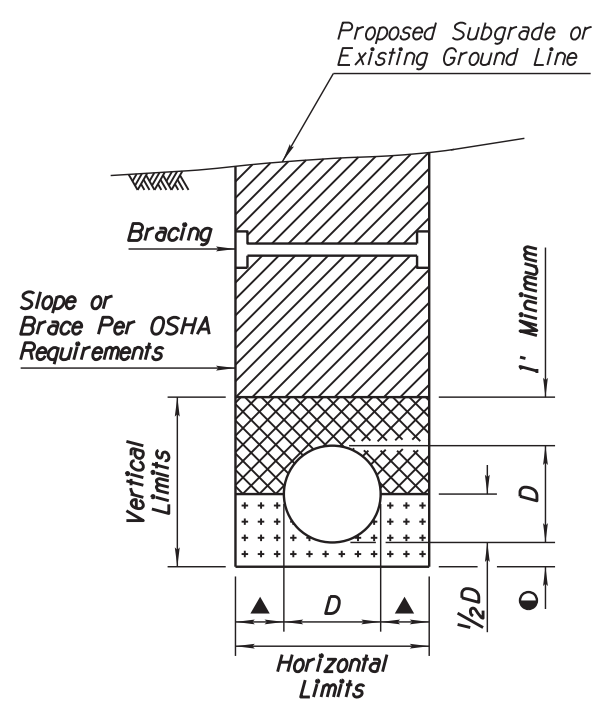 Proposed Subgrade or
Existing Ground Line
Bracing
Slope or
Brace Per OSHA
Requirements
1' Minimum
Vertical
Limits
D
½D
D
Horizontal
Limits